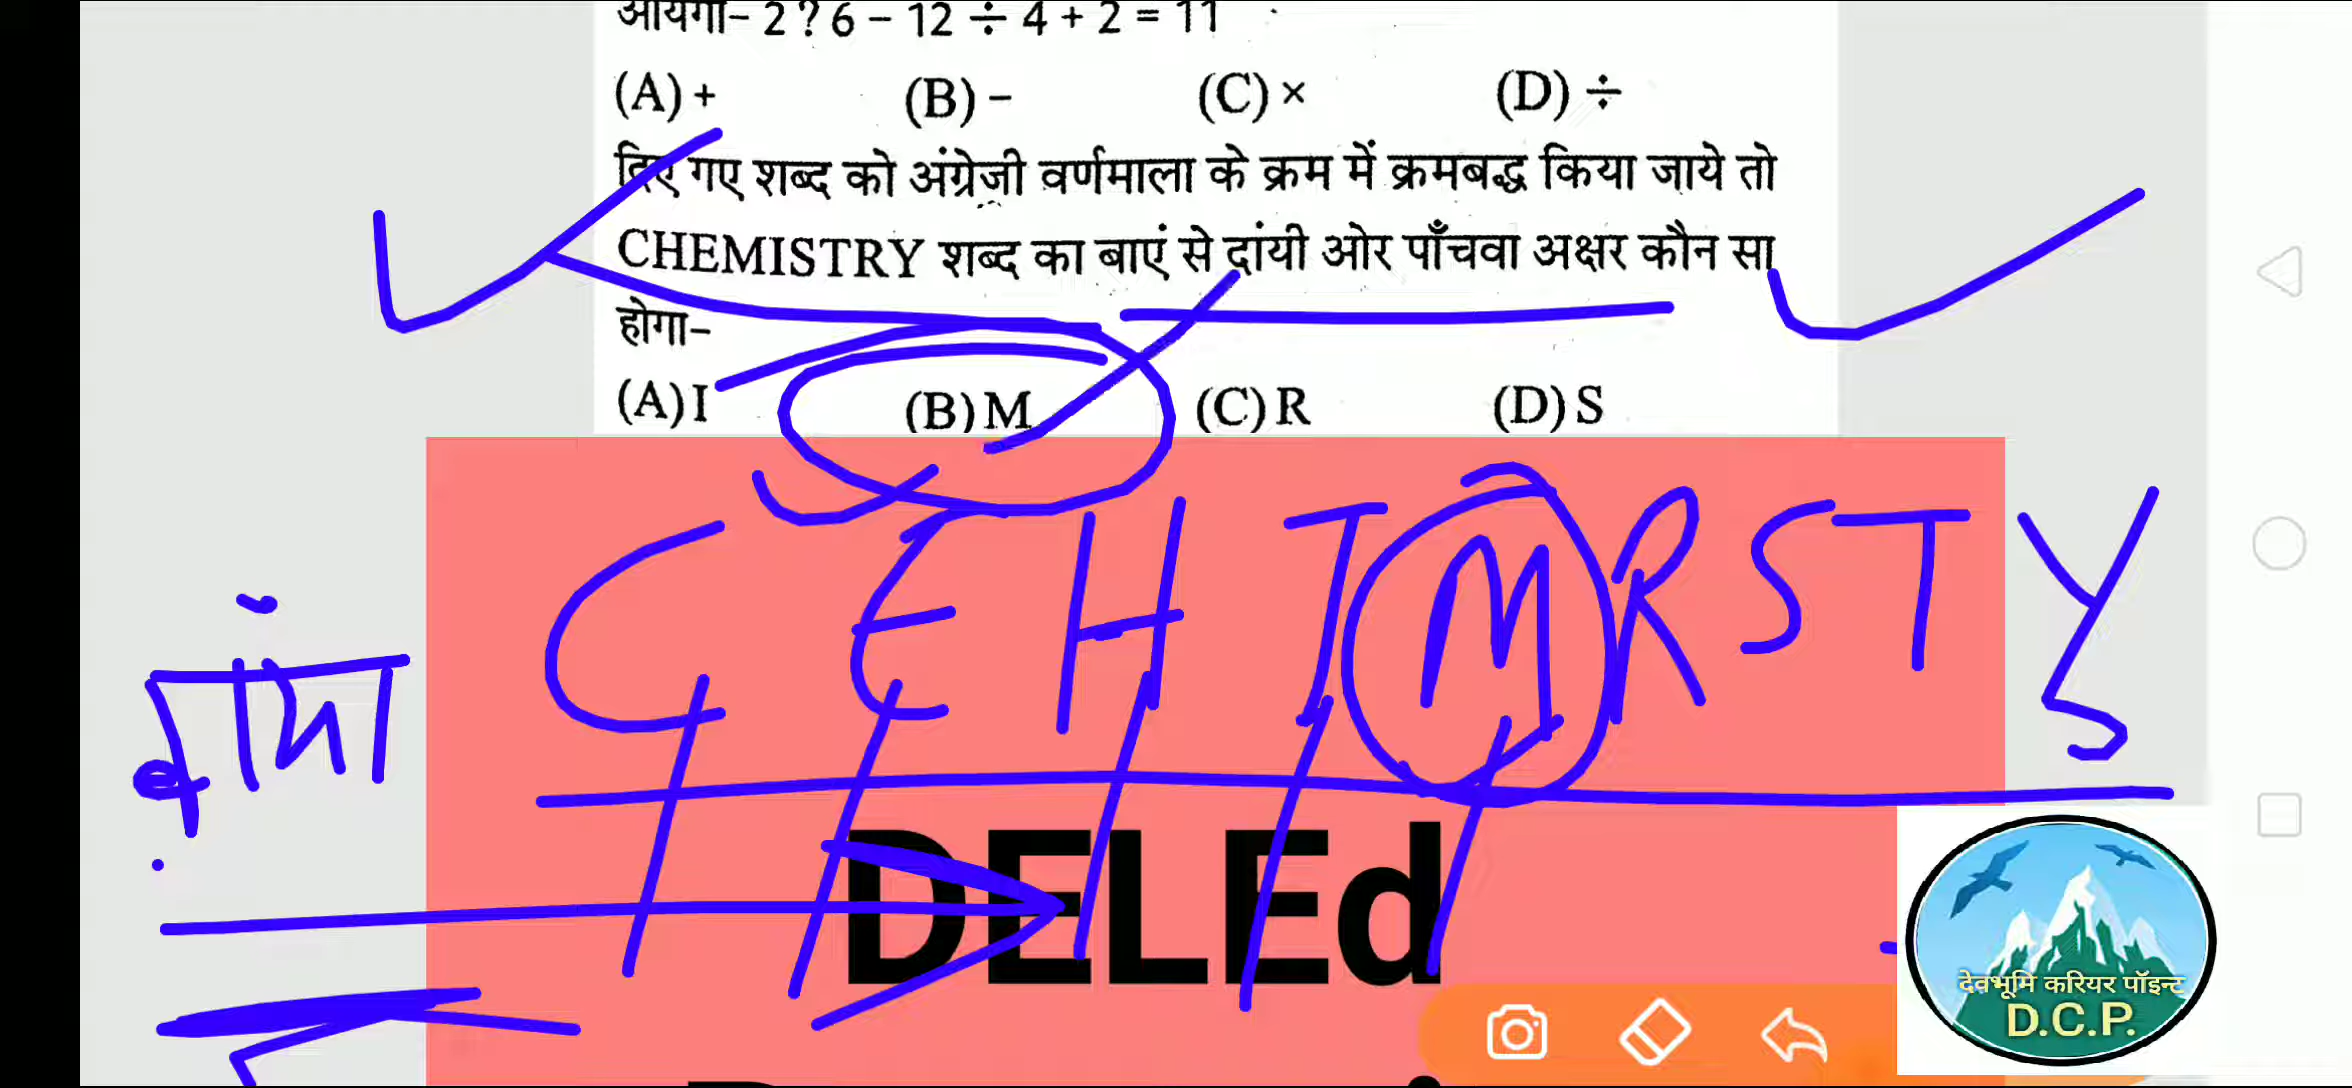 आयेगा– 2 ? 6 – 12 ÷ 4 + 2 = 11
(A) + (B) – (C) × (D) ÷
दिए गए शब्द को अंग्रेजी वर्णमाला के क्रम में क्रमबद्ध किया जाये तो
CHEMISTRY शब्द का बाएं से दांयी ओर पाँचवा अक्षर कौन सा
होगा–
(A) I (B) M (C) R (D) S
C E H I M R S T Y
DELEd
देवभूमि करियर पॉइन्ट
D.C.P.